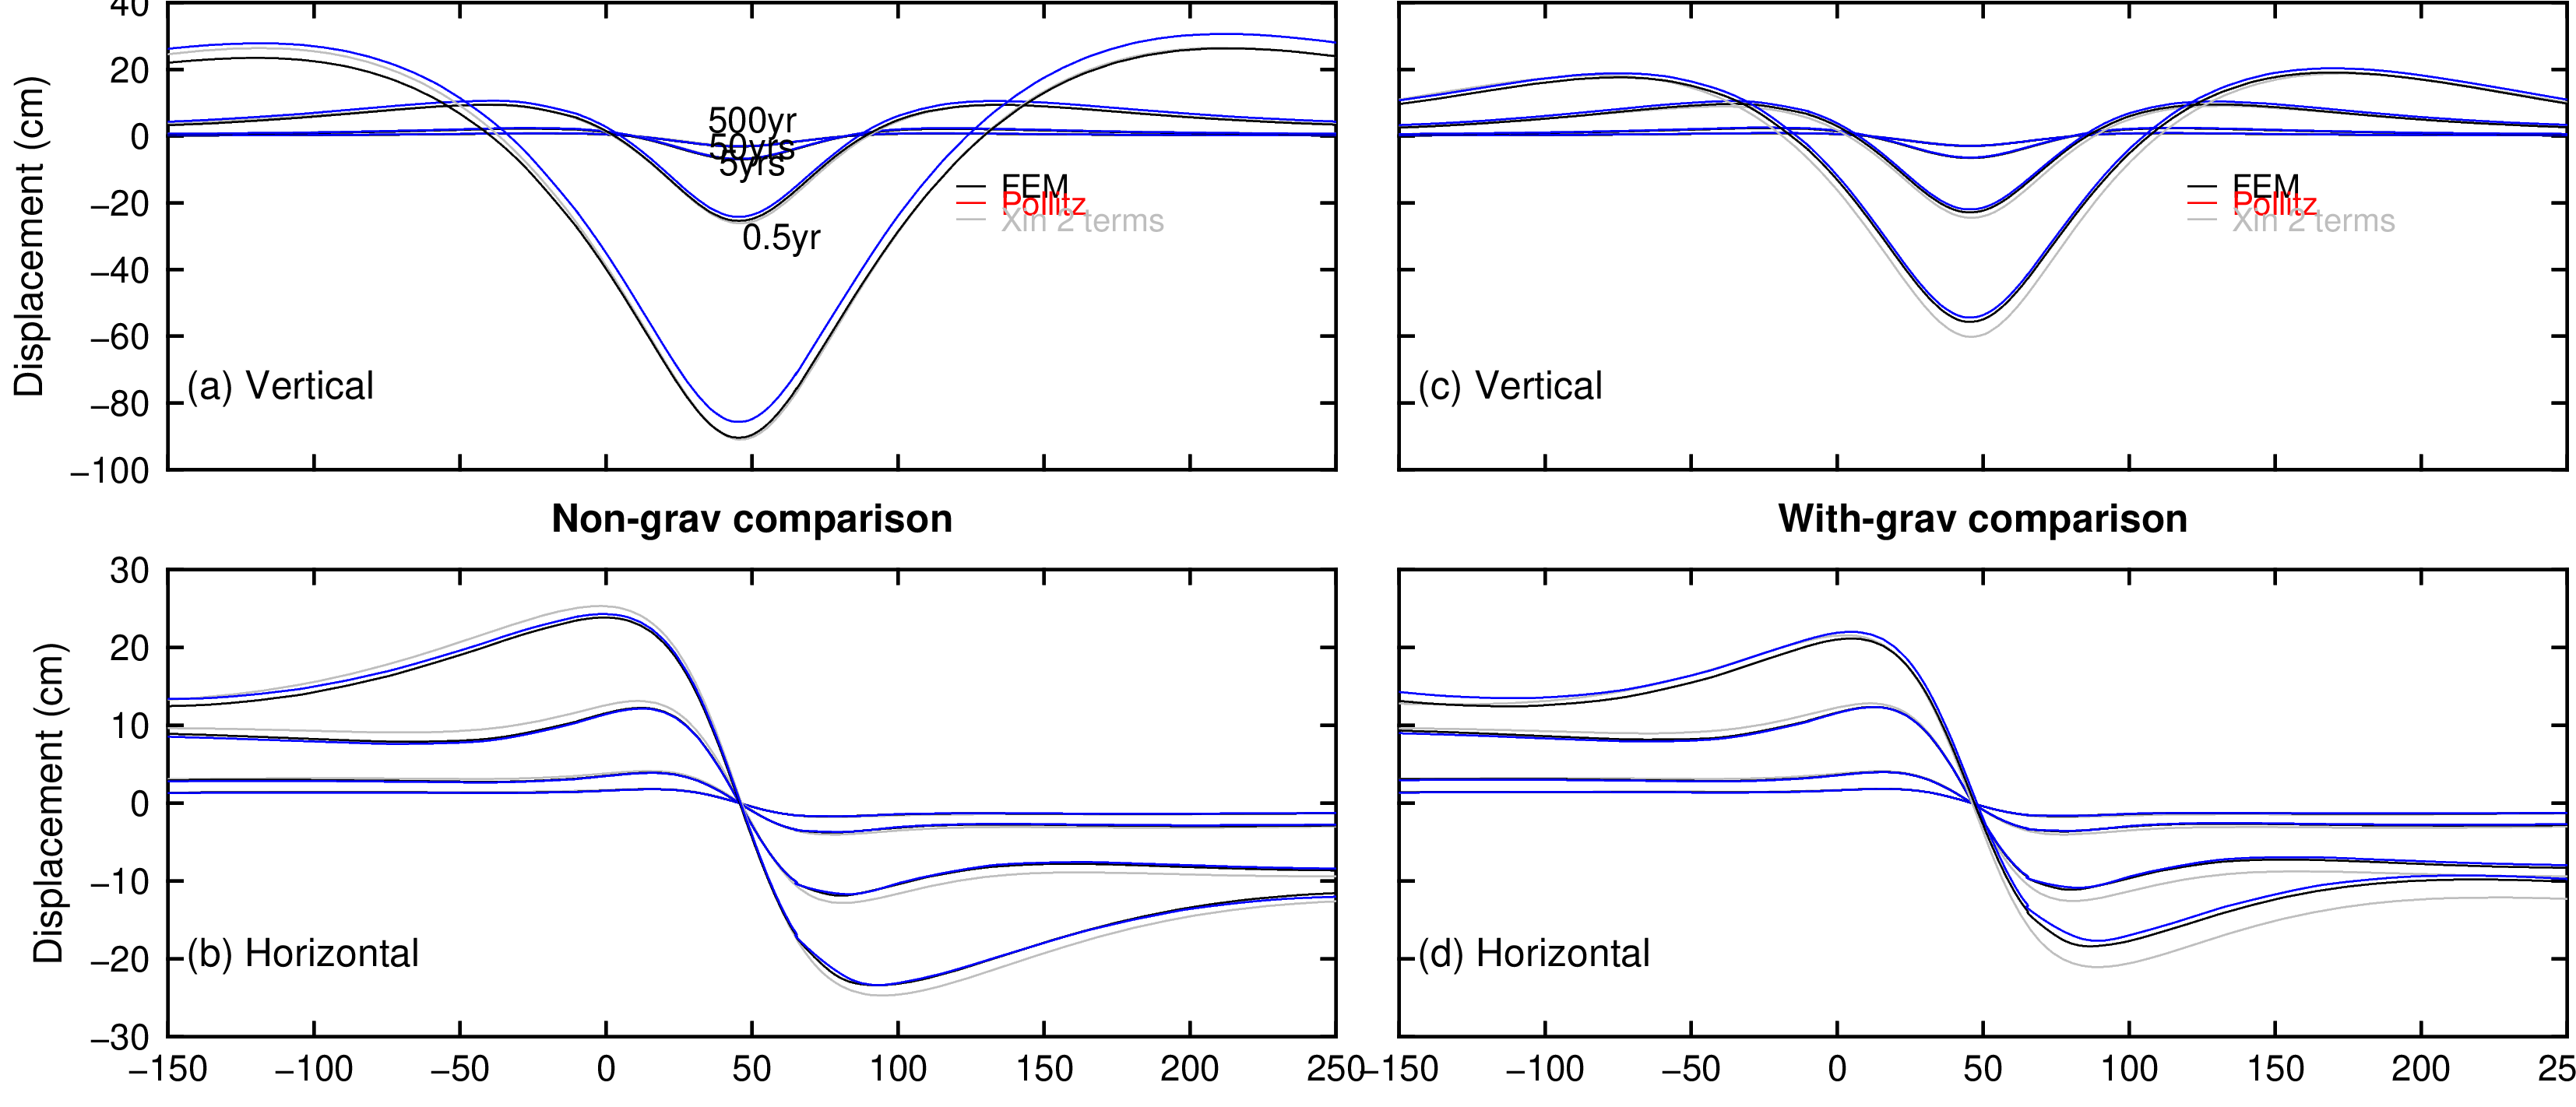 40
20
0
−20
−40
−60
−80
−100
Displacement (cm)
500yr
50yrs
5yrs
0.5yr
FEM
Pollitz
Xin 2 terms
(a) Vertical
FEM
Pollitz
Xin 2 terms
(c) Vertical
Non-grav comparison
With-grav comparison
30
20
10
0
−10
−20
−30
Displacement (cm)
(b) Horizontal
(d) Horizontal
−150 −100 −50 0 50 100 150 200 250
−150 −100 −50 0 50 100 150 200 25